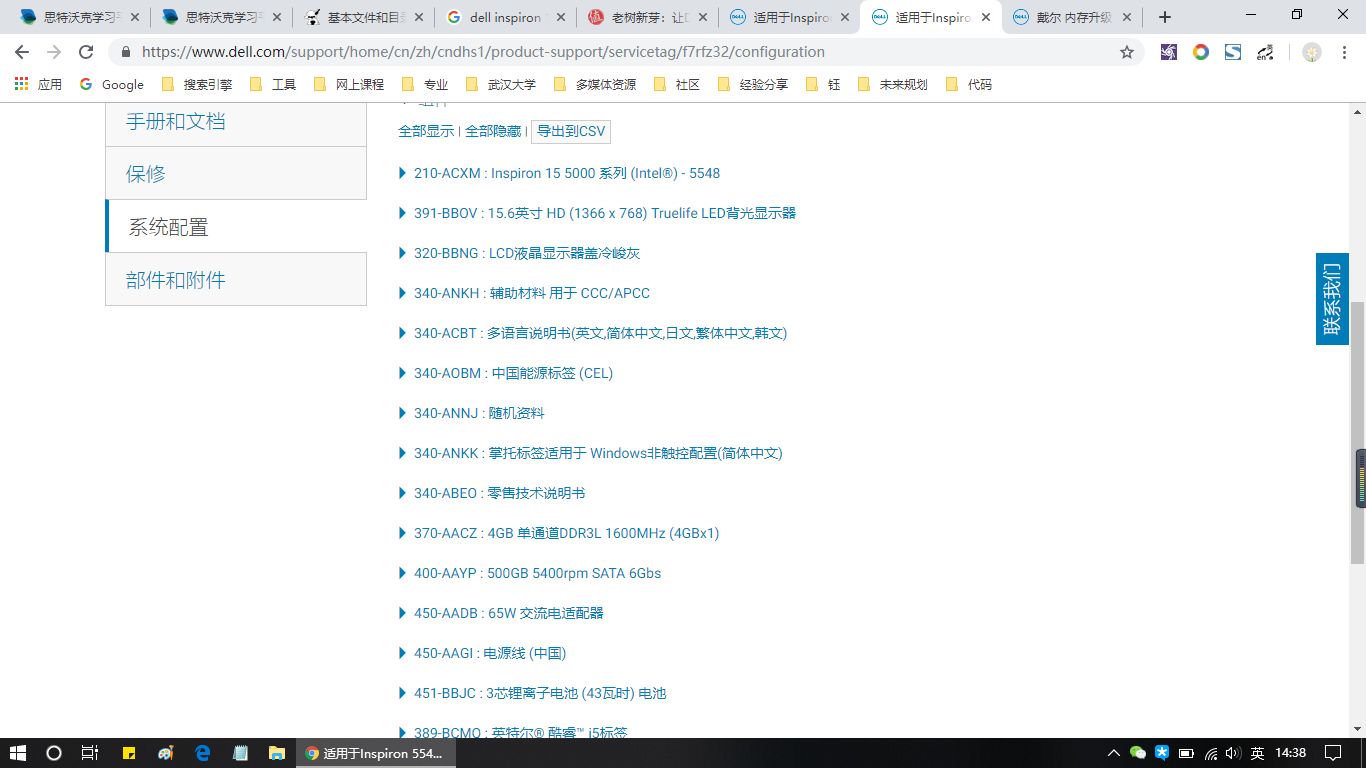 思特沃克学习平
思特沃克学习平
基本文件和目录
dell inspiron
老树新芽：让D
适用于Inspiro
适用于Inspiro
戴尔 内存升级
https://www.dell.com/support/home/cn/zh/cndhs1/product-support/servicetag/f7rfz32/configuration
应用
Google
搜索引擎
工具
网上课程
专业
武汉大学
多媒体资源
社区
经验分享
钰
未来规划
代码
手册和文档
保修
系统配置
部件和附件
全部显示 | 全部隐藏 | 导出到CSV
210-ACXM : Inspiron 15 5000 系列 (Intel®) - 5548
391-BBOV : 15.6英寸 HD (1366 x 768) Truelife LED背光显示器
320-BBNG : LCD液晶显示器盖冷峻灰
340-ANKH : 辅助材料 用于 CCC/APCC
340-ACBT : 多语言说明书(英文,简体中文,日文,繁体中文,韩文)
340-AOBM : 中国能源标签 (CEL)
340-ANNJ : 随机资料
340-ANKK : 掌托标签适用于 Windows非触控配置(简体中文)
340-ABEO : 零售技术说明书
370-AACZ : 4GB 单通道DDR3L 1600MHz (4GBx1)
400-AAYP : 500GB 5400rpm SATA 6Gbs
450-AADB : 65W 交流电适配器
450-AAGI : 电源线 (中国)
451-BBJC : 3芯锂离子电池 (43瓦时) 电池
389-BCMO : 英特尔® 酷睿™ i5标签
联系我们
适用于Inspiron 554...
英
14:38